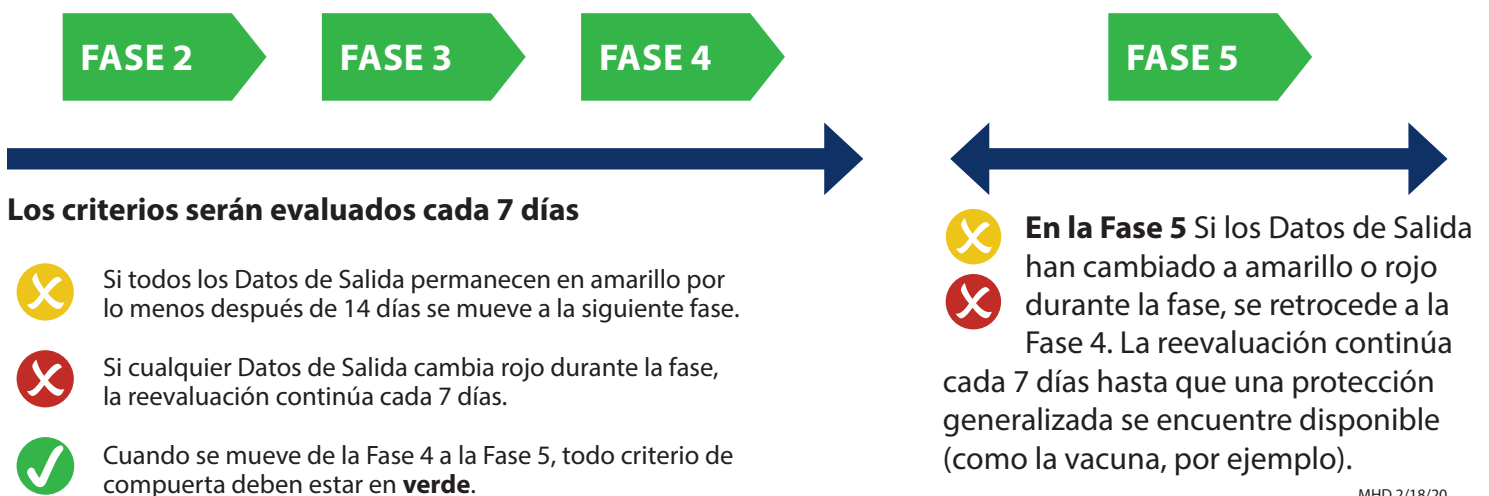 FASE 2
FASE 3
FASE 4
FASE 5
Los criterios serán evaluados cada 7 días
Si todos los Datos de Salida permanecen en amarillo por
lo menos después de 14 días se mueve a la siguiente fase.
Si cualquier Datos de Salida cambia rojo durante la fase,
la reevaluación continúa cada 7 días.
Cuando se mueve de la Fase 4 a la Fase 5, todo criterio de
compuerta deben estar en verde.
En la Fase 5 Si los Datos de Salida
han cambiado a amarillo o rojo
durante la fase, se retrocede a la
Fase 4. La reevaluación continúa
cada 7 días hasta que una protección
generalizada se encuentre disponible
(como la vacuna, por ejemplo).
MHD 2/18/20